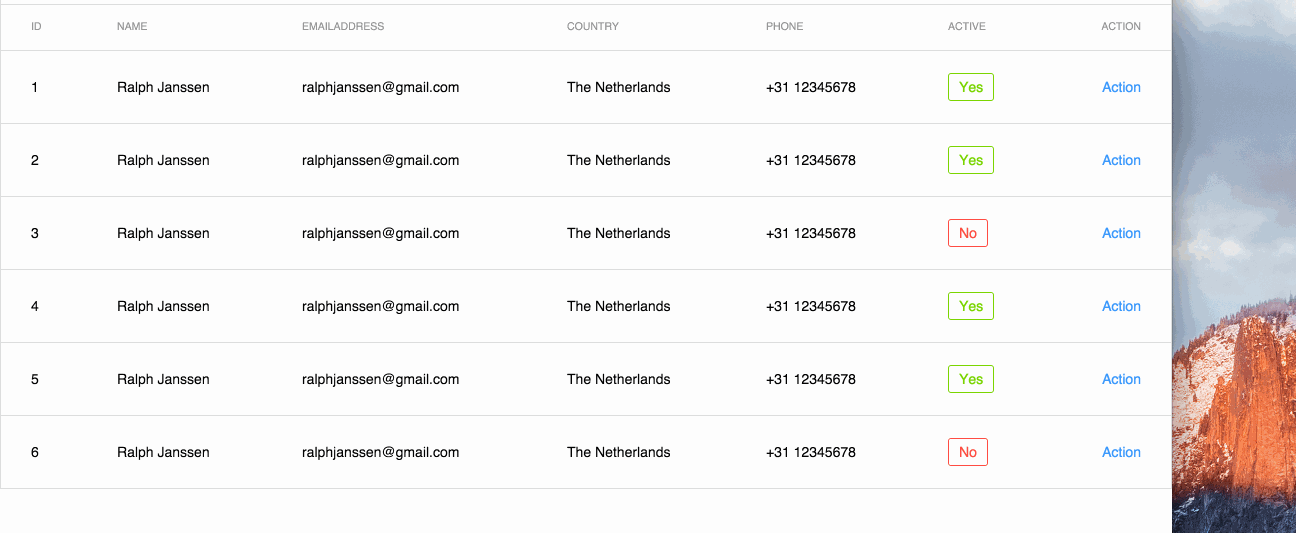 ID NAME EMAILADDRESS COUNTRY PHONE ACTIVE ACTION
1 Ralph Janssen ralphjanssen@gmail.com The Netherlands +31 12345678 Yes Action
2 Ralph Janssen ralphjanssen@gmail.com The Netherlands +31 12345678 Yes Action
3 Ralph Janssen ralphjanssen@gmail.com The Netherlands +31 12345678 No Action
4 Ralph Janssen ralphjanssen@gmail.com The Netherlands +31 12345678 Yes Action
5 Ralph Janssen ralphjanssen@gmail.com The Netherlands +31 12345678 Yes Action
6 Ralph Janssen ralphjanssen@gmail.com The Netherlands +31 12345678 No Action